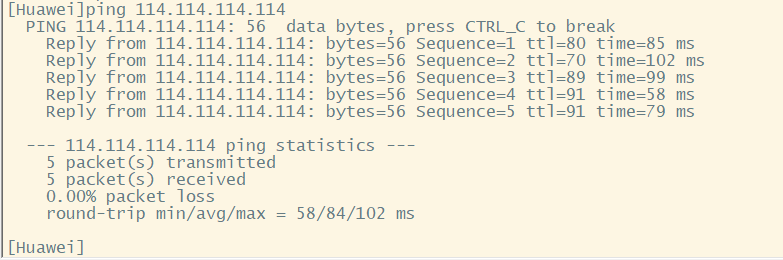 [Huawei]ping 114.114.114.114
  PING 114.114.114.114: 56  data bytes, press CTRL_C to break
    Reply from 114.114.114.114: bytes=56 Sequence=1 ttl=80 time=85 ms
    Reply from 114.114.114.114: bytes=56 Sequence=2 ttl=70 time=102 ms
    Reply from 114.114.114.114: bytes=56 Sequence=3 ttl=89 time=99 ms
    Reply from 114.114.114.114: bytes=56 Sequence=4 ttl=91 time=58 ms
    Reply from 114.114.114.114: bytes=56 Sequence=5 ttl=91 time=79 ms
  --- 114.114.114.114 ping statistics ---
    5 packet(s) transmitted
    5 packet(s) received
    0.00% packet loss
    round-trip min/avg/max = 58/84/102 ms
[Huawei]